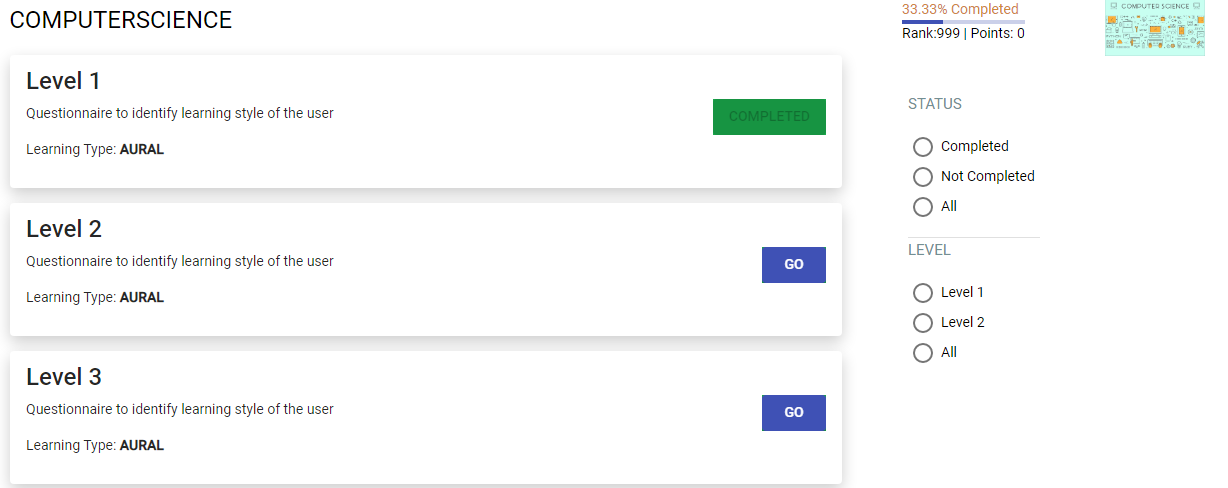 COMPUTERSCIENCE
Level 1
Questionnaire to identify learning style of the user
Learning Type: AURAL
COMPLETED
Level 2
Questionnaire to identify learning style of the user
Learning Type: AURAL
GO
Level 3
Questionnaire to identify learning style of the user
Learning Type: AURAL
GO
33.33% Completed
Rank:999 | Points: 0
COMPUTER SCIENCE
STATUS
Completed
Not Completed
All
LEVEL
Level 1
Level 2
All